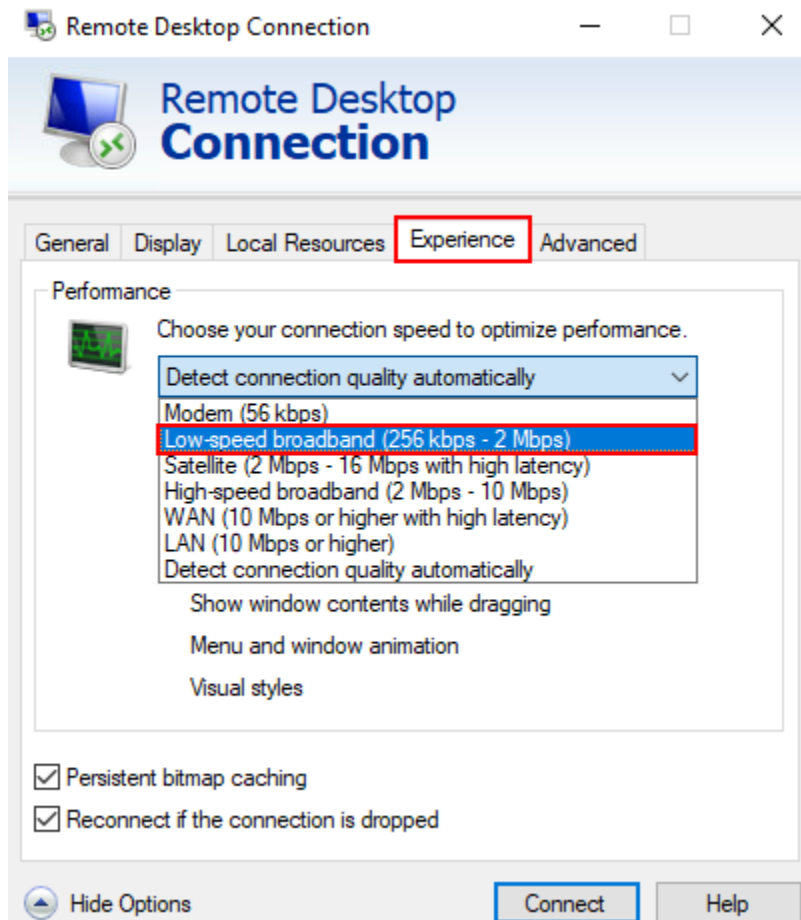 Remote Desktop Connection
Remote Desktop
Connection
General Display Local Resources Experience Advanced
Performance
Choose your connection speed to optimize performance.
Detect connection quality automatically
Modem (56 kbps)
Low-speed broadband (256 kbps - 2 Mbps)
Satellite (2 Mbps - 16 Mbps with high latency)
High-speed broadband (2 Mbps - 10 Mbps)
WAN (10 Mbps or higher with high latency)
LAN (10 Mbps or higher)
Detect connection quality automatically
Show window contents while dragging
Menu and window animation
Visual styles
Persistent bitmap caching
Reconnect if the connection is dropped
Hide Options Connect Help